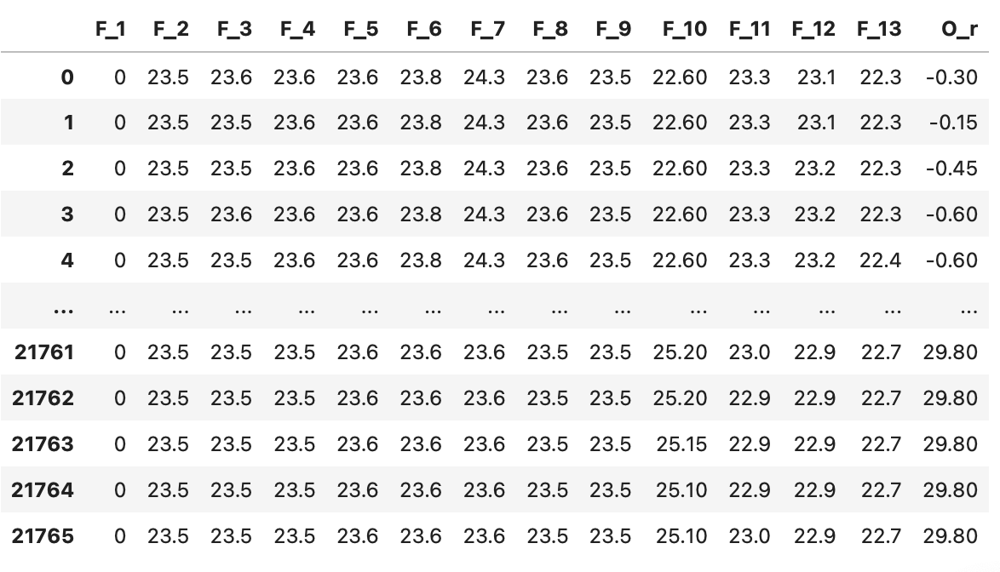 F_1 F_2 F_3 F_4 F_5 F_6 F_7 F_8 F_9 F_10 F_11 F_12 F_13 O_r
0 0 23.5 23.6 23.6 23.6 23.8 24.3 23.6 23.5 22.60 23.3 23.1 22.3 -0.30
1 0 23.5 23.5 23.6 23.6 23.8 24.3 23.6 23.5 22.60 23.3 23.1 22.3 -0.15
2 0 23.5 23.5 23.6 23.6 23.8 24.3 23.6 23.5 22.60 23.3 23.2 22.3 -0.45
3 0 23.5 23.6 23.6 23.6 23.8 24.3 23.6 23.5 22.60 23.3 23.2 22.3 -0.60
4 0 23.5 23.5 23.6 23.6 23.8 24.3 23.6 23.5 22.60 23.3 23.2 22.4 -0.60
... ... ... ... ... ... ... ... ... ... ... ... ... ... ...
21761 0 23.5 23.5 23.5 23.6 23.6 23.6 23.5 23.5 25.20 23.0 22.9 22.7 29.80
21762 0 23.5 23.5 23.5 23.6 23.6 23.6 23.5 23.5 25.20 22.9 22.9 22.7 29.80
21763 0 23.5 23.5 23.5 23.6 23.6 23.6 23.5 23.5 25.15 22.9 22.9 22.7 29.80
21764 0 23.5 23.5 23.5 23.6 23.6 23.6 23.5 23.5 25.10 22.9 22.9 22.7 29.80
21765 0 23.5 23.5 23.5 23.6 23.6 23.6 23.5 23.5 25.10 23.0 22.9 22.7 29.80